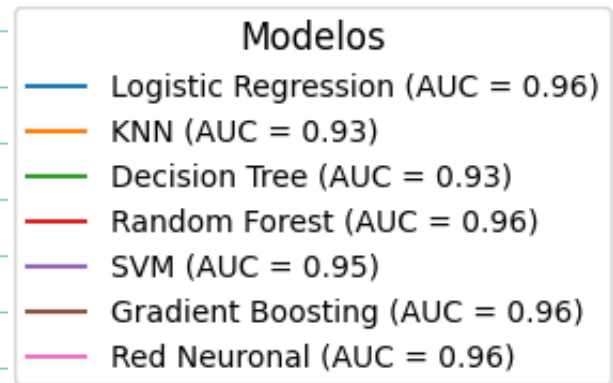 Modelos
Logistic Regression (AUC = 0.96)
KNN (AUC = 0.93)
Decision Tree (AUC = 0.93)
Random Forest (AUC = 0.96)
SVM (AUC = 0.95)
Gradient Boosting (AUC = 0.96)
Red Neuronal (AUC = 0.96)